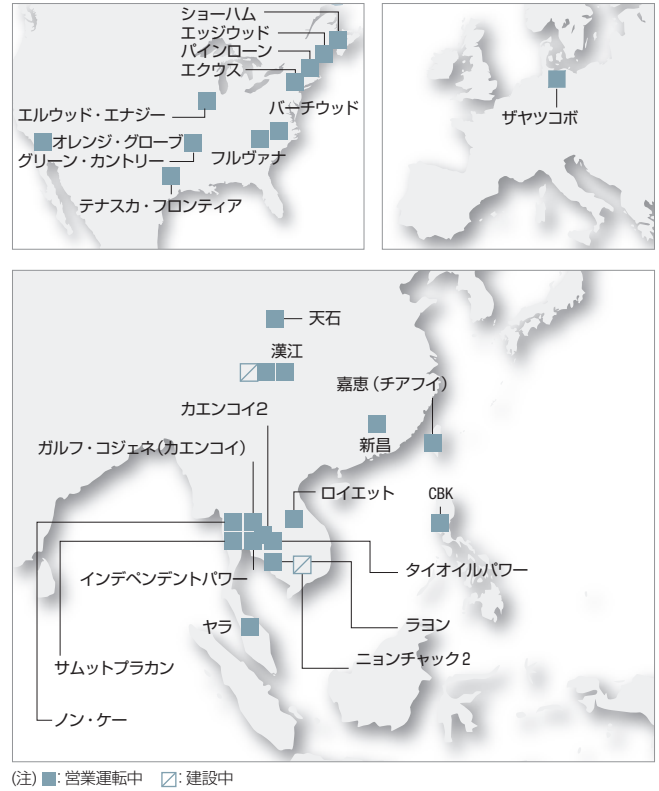 ショーハム
エッジウッド
パインローン
エクウス
バーチウッド
エルウッド・エナジー
オレンジ・グローブ
グリーン・カントリー
フルヴァナ
テナスカ・フロンティア
ザヤツコボ
天石
漢江
嘉恵（チアフイ）
カエンコイ2
新昌
ガルフ・コジェネ（カエンコイ）
ロイエット
CBK
インデペンデントパワー
タイオイルパワー
ヤラ
ラヨン
ニョンチャック2
サムットプラカン
ノン・ケー
(注) ■: 営業運転中 〼: 建設中